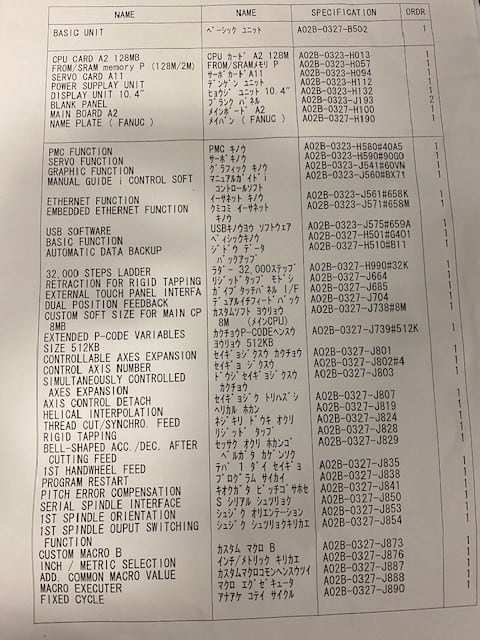 NAME NAME SPECIFICATION ORDR
BASIC UNIT ベーシック ユニット A02B-0327-B502 1
CPU CARD A2 128MB CPU カード A2 128M A02B-0323-H013 1
FROM/SRAM memory P (128M/2M) FROM/SRAMメモリ P A02B-0323-H057 1
SERVO CARD A11 サーボカードA11 A02B-0323-H094 1
POWER SUPPLAY UNIT デンゲン ユニット A02B-0323-H112 1
DISPLAY UNIT 10.4" ヒョウジ ユニット 10.4" A02B-0323-H132 1
BLANK PANEL ブランク パネル A02B-0323-J193 2
MAIN BOARD A2 メインボード A2 A02B-0327-H100 1
NAME PLATE ( FANUC ) メイバン ( FANUC ) A02B-0327-H190 1
PMC FUNCTION PMC キノウ A02B-0323-H580#40A5 1
SERVO FUNCTION サーボキノウ A02B-0323-H590#90G0 1
GRAPHIC FUNCTION グラフィック キノウ A02B-0323-J541#60VN 1
MANUAL GUIDE i CONTROL SOFT マニュアルガイドi A02B-0323-J560#BX71 1
コントロールソフト
ETHERNET FUNCTION イーサネット キノウ A02B-0323-J561#658K 1
EMBEDDED ETHERNET FUNCTION クミコミ イーサネット A02B-0323-J571#658M 1
キノウ
USB SOFTWARE USBキノウヨウ ソフトウェア A02B-0323-J575#659A 1
BASIC FUNCTION ベイシックキノウ A02B-0327-H501#G401 1
AUTOMATIC DATA BACKUP ジドウ データ A02B-0327-H510#B11 1
バックアップ
32,000 STEPS LADDER ラダー 32,000ステップ A02B-0327-H990#32K 1
RETRACTION FOR RIGID TAPPING リジッドタップ モドシ A02B-0327-J664 1
EXTERNAL TOUCH PANEL INTERFA ガイブタッチパネル I/F A02B-0327-J685 1
DUAL POSITION FEEDBACK デュアルイチフィードバック A02B-0327-J704 1
CUSTOM SOFT SIZE FOR MAIN CP カスタムソフト ヨウリョウ A02B-0327-J738#8M 1
8MB 8M (メインCPU)
EXTENDED P-CODE VARIABLES カクチョウP-CODEヘンスウ A02B-0327-J739#512K 1
SIZE 512KB ヨウリョウ 512KB
CONTROLLABLE AXES EXPANSION セイギョジクスウ カクチョウ A02B-0327-J801 1
CONTROL AXIS NUMBER セイギョ ジクスウ A02B-0327-J802#4 1
SIMULTANEOUSLY CONTROLLED ドウジ セイギョジクスウ A02B-0327-J803 1
AXES EXPANSION カクチョウ
AXIS CONTROL DETACH セイギョジク トリハズシ A02B-0327-J807 1
HELICAL INTERPOLATION ヘリカル ホカン A02B-0327-J819 1
THREAD CUT/SYNCHRO. FEED ネジキリ ドウキ オクリ A02B-0327-J824 1
RIGID TAPPING リジッド タップ A02B-0327-J828 1
BELL-SHAPED ACC./DEC. AFTER セッサク オクリ ホカンゴ A02B-0327-J829 1
CUTTING FEED ベルガタ カゲンソク
1ST HANDWHEEL FEED テパ 1 ダイ セイギョ A02B-0327-J835 1
PROGRAM RESTART プログラム サイカイ A02B-0327-J838 1
PITCH ERROR COMPENSATION キオクガタ ピッチゴサホセ A02B-0327-J841 1
SERIAL SPINDLE INTERFACE S シリアル シュツリョク A02B-0327-J850 1
1ST SPINDLE ORIENTATION シュジク オリエンテーション A02B-0327-J853 1
1ST SPINDLE OUPUT SWITCHING シュジク シュツリョクキリカエ A02B-0327-J854 1
FUNCTION
CUSTOM MACRO B カスタム マクロ B A02B-0327-J873 1
INCH / METRIC SELECTION インチ/メトリック キリカエ A02B-0327-J876 1
ADD. COMMON MACRO VALUE カスタムマクロコモンヘンスウツイ A02B-0327-J887 1
MACRO EXECUTER マクロ エグゼキュータ A02B-0327-J888 1
FIXED CYCLE アナアケ コテイ サイクル A02B-0327-J890 1